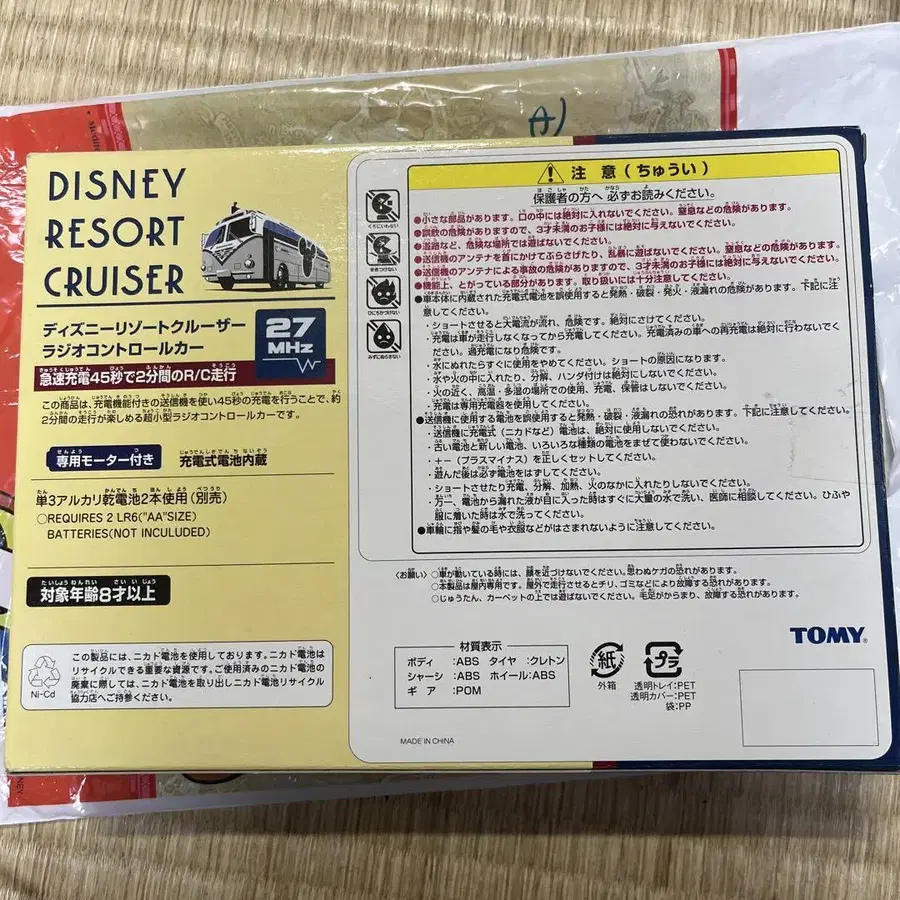 A)
DISNEY
RESORT
CRUISER
ディズニーリゾートクルーザー
ラジオコントロールカー
27
MHz
急速充電45秒で2分間のR/C走行
この商品は、充電機能付きの送信機を使い45秒の充電を行うことで、約
2分間の走行が楽しめる超小型ラジオコントロールカーです。
専用モーター付き
充電式電池内蔵
単3アルカリ乾電池2本使用(別売)
○REQUIRES 2 LR6("AA"SIZE)
BATTERIES(NOT INCULUDED)
対象年齢8才以上
Ni-Cd
この製品には、ニカド電池を使用しております。ニカド電池は
リサイクルできる重要な資源です。ご使用済みのニカド電池の
廃棄に際しては、ニカド電池を取り出しニカド電池リサイクル
協力店へご持参ください。
注意(ちゅうい)
保護者の方へ 必ずお読みください。
●小さな部品があります。口の中には絶対に入れないでください。窒息などの危険があります。
●誤飲の危険がありますので、3才未満のお子様には絶対に与えないでください。
●道路など、危険な場所では遊ばないでください。
●送信機のアンテナを首にかけてぶらさげたり、乱暴に遊ばないでください。窒息などの危険があります。
●送信機のアンテナによる事故の危険がありますので、3才未満のお子様には絶対に与えないでください。
●機能上、とがっている部分があります。取り扱いには十分注意してください。
●車本体に内蔵された充電式電池を誤使用すると発熱・破裂・発火・液漏れの危険があります。下記に注
意してください。
・ショートさせると大電流が流れ、危険です。絶対にさけてください。
・充電は車が走行しなくなってから充電してください。充電済みの車への再充電は絶対に行わないでく
ださい。過充電になり危険です。
・水にぬれたらすぐに使用をやめてください。ショートの原因になります。
・水や火の中に入れたり、分解、ハンダ付けは絶対にしないでください。
・火の近く、高温・多湿の場所での使用、充電、保管はしないでください。
・充電は専用充電器を使用してください。
●送信機に使用する電池を誤使用すると発熱・破裂・液漏れの恐れがあります。下記に注意してください。
・送信機に充電式(ニカドなど)電池は、絶対に使用しないでください。
・古い電池と新しい電池、いろいろな種類の電池をまぜて使わないでください。
・+-(プラスマイナス)を正しくセットしてください。
・遊んだ後は必ず電池をはずしてください。
・ショートさせたり充電、分解、加熱、火のなかに入れたりしないでください。
・万一、電池から漏れた液が目に入った時はすぐに大量の水で洗い、医師に相談してください。ひふや
服に着いた時は水で洗ってください。
●車輪に指や髪の毛や衣服などがはさまれないように注意してください。
〈お願い〉○車が動いている時には、顔を近づけないでください。思わぬケガの恐れがあります。
○本製品は屋内専用です。屋外で走行させるとチリ、ゴミなどにより故障する恐れがあります。
○じゅうたん、カーペットの上では遊ばないでください。毛足がからまり、故障する恐れがあります。
TOMY
材質表示
ボディ:ABS タイヤ:クレトン
シャーシ:ABS ホイール:ABS
ギア:POM
紙
外箱
プラ
透明トレイ:PET
透明カバー:PET
袋:PP
MADE IN CHINA